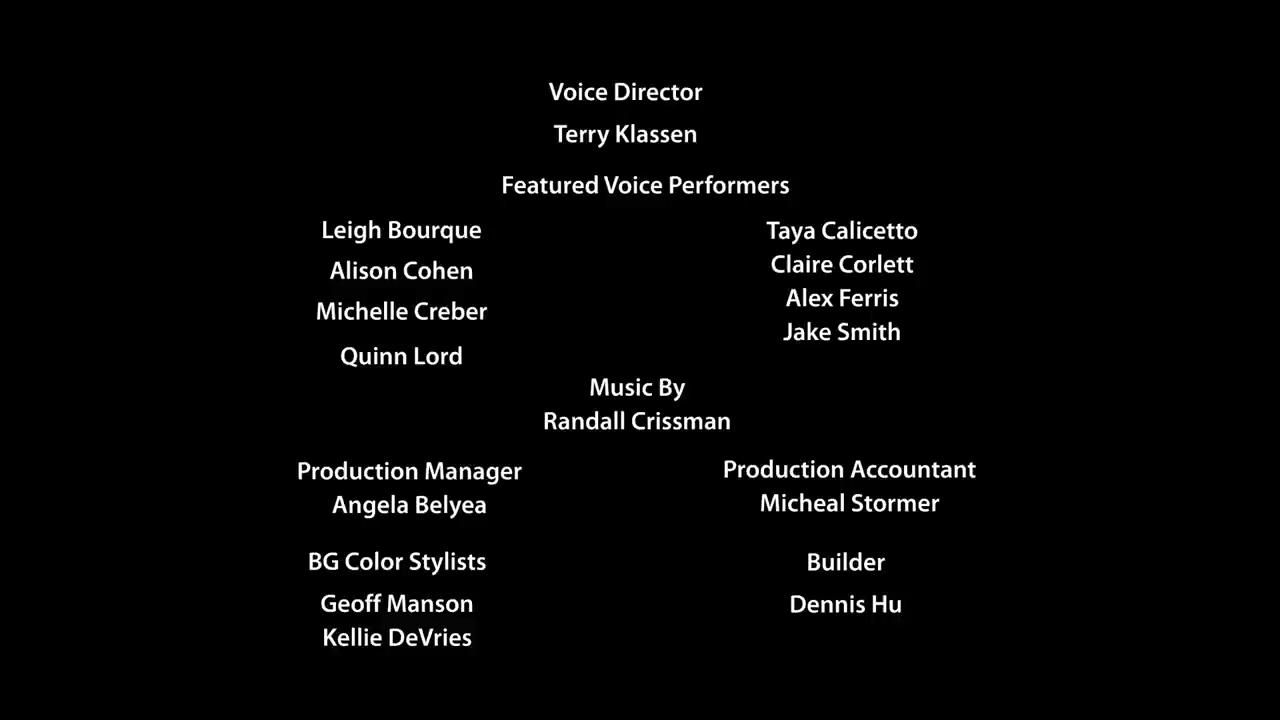 Voice Director
Terry Klassen
Featured Voice Performers
Leigh Bourque
Alison Cohen
Michelle Creber
Quinn Lord
Taya Calicetto
Claire Corlett
Alex Ferris
Jake Smith
Music By
Randall Crissman
Production Manager
Angela Belyea
Production Accountant
Micheal Stormer
BG Color Stylists
Geoff Manson
Kellie DeVries
Builder
Dennis Hu